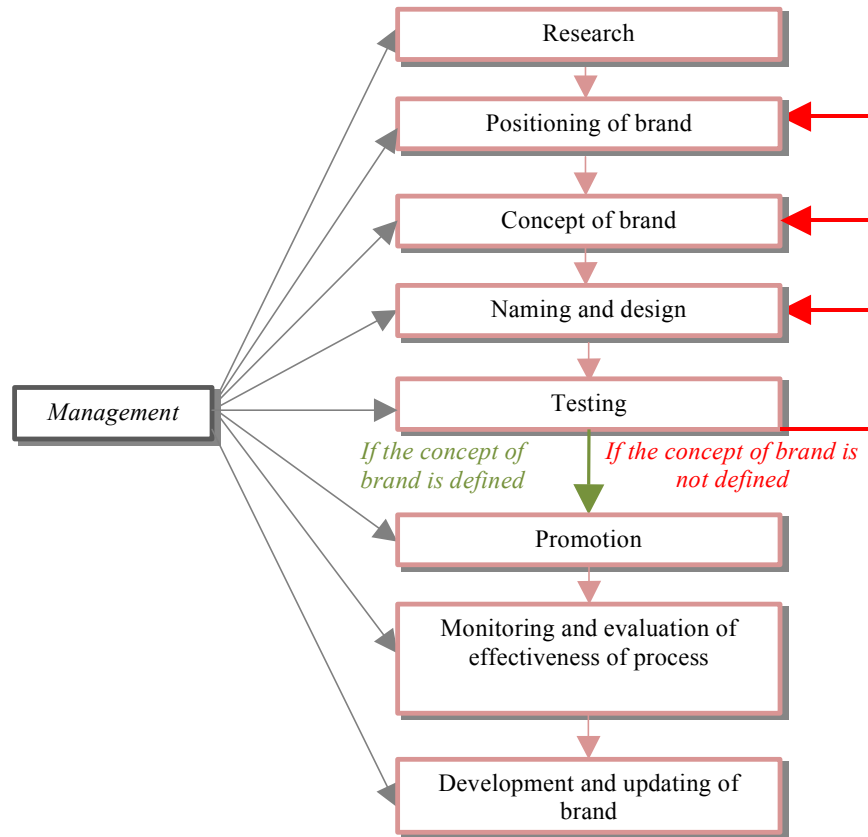 Research
Positioning of brand
Concept of brand
Naming and design
Management
Testing
If the concept of
brand is defined
If the concept of brand is
not defined
Promotion
Monitoring and evaluation of
effectiveness of process
Development and updating of
brand